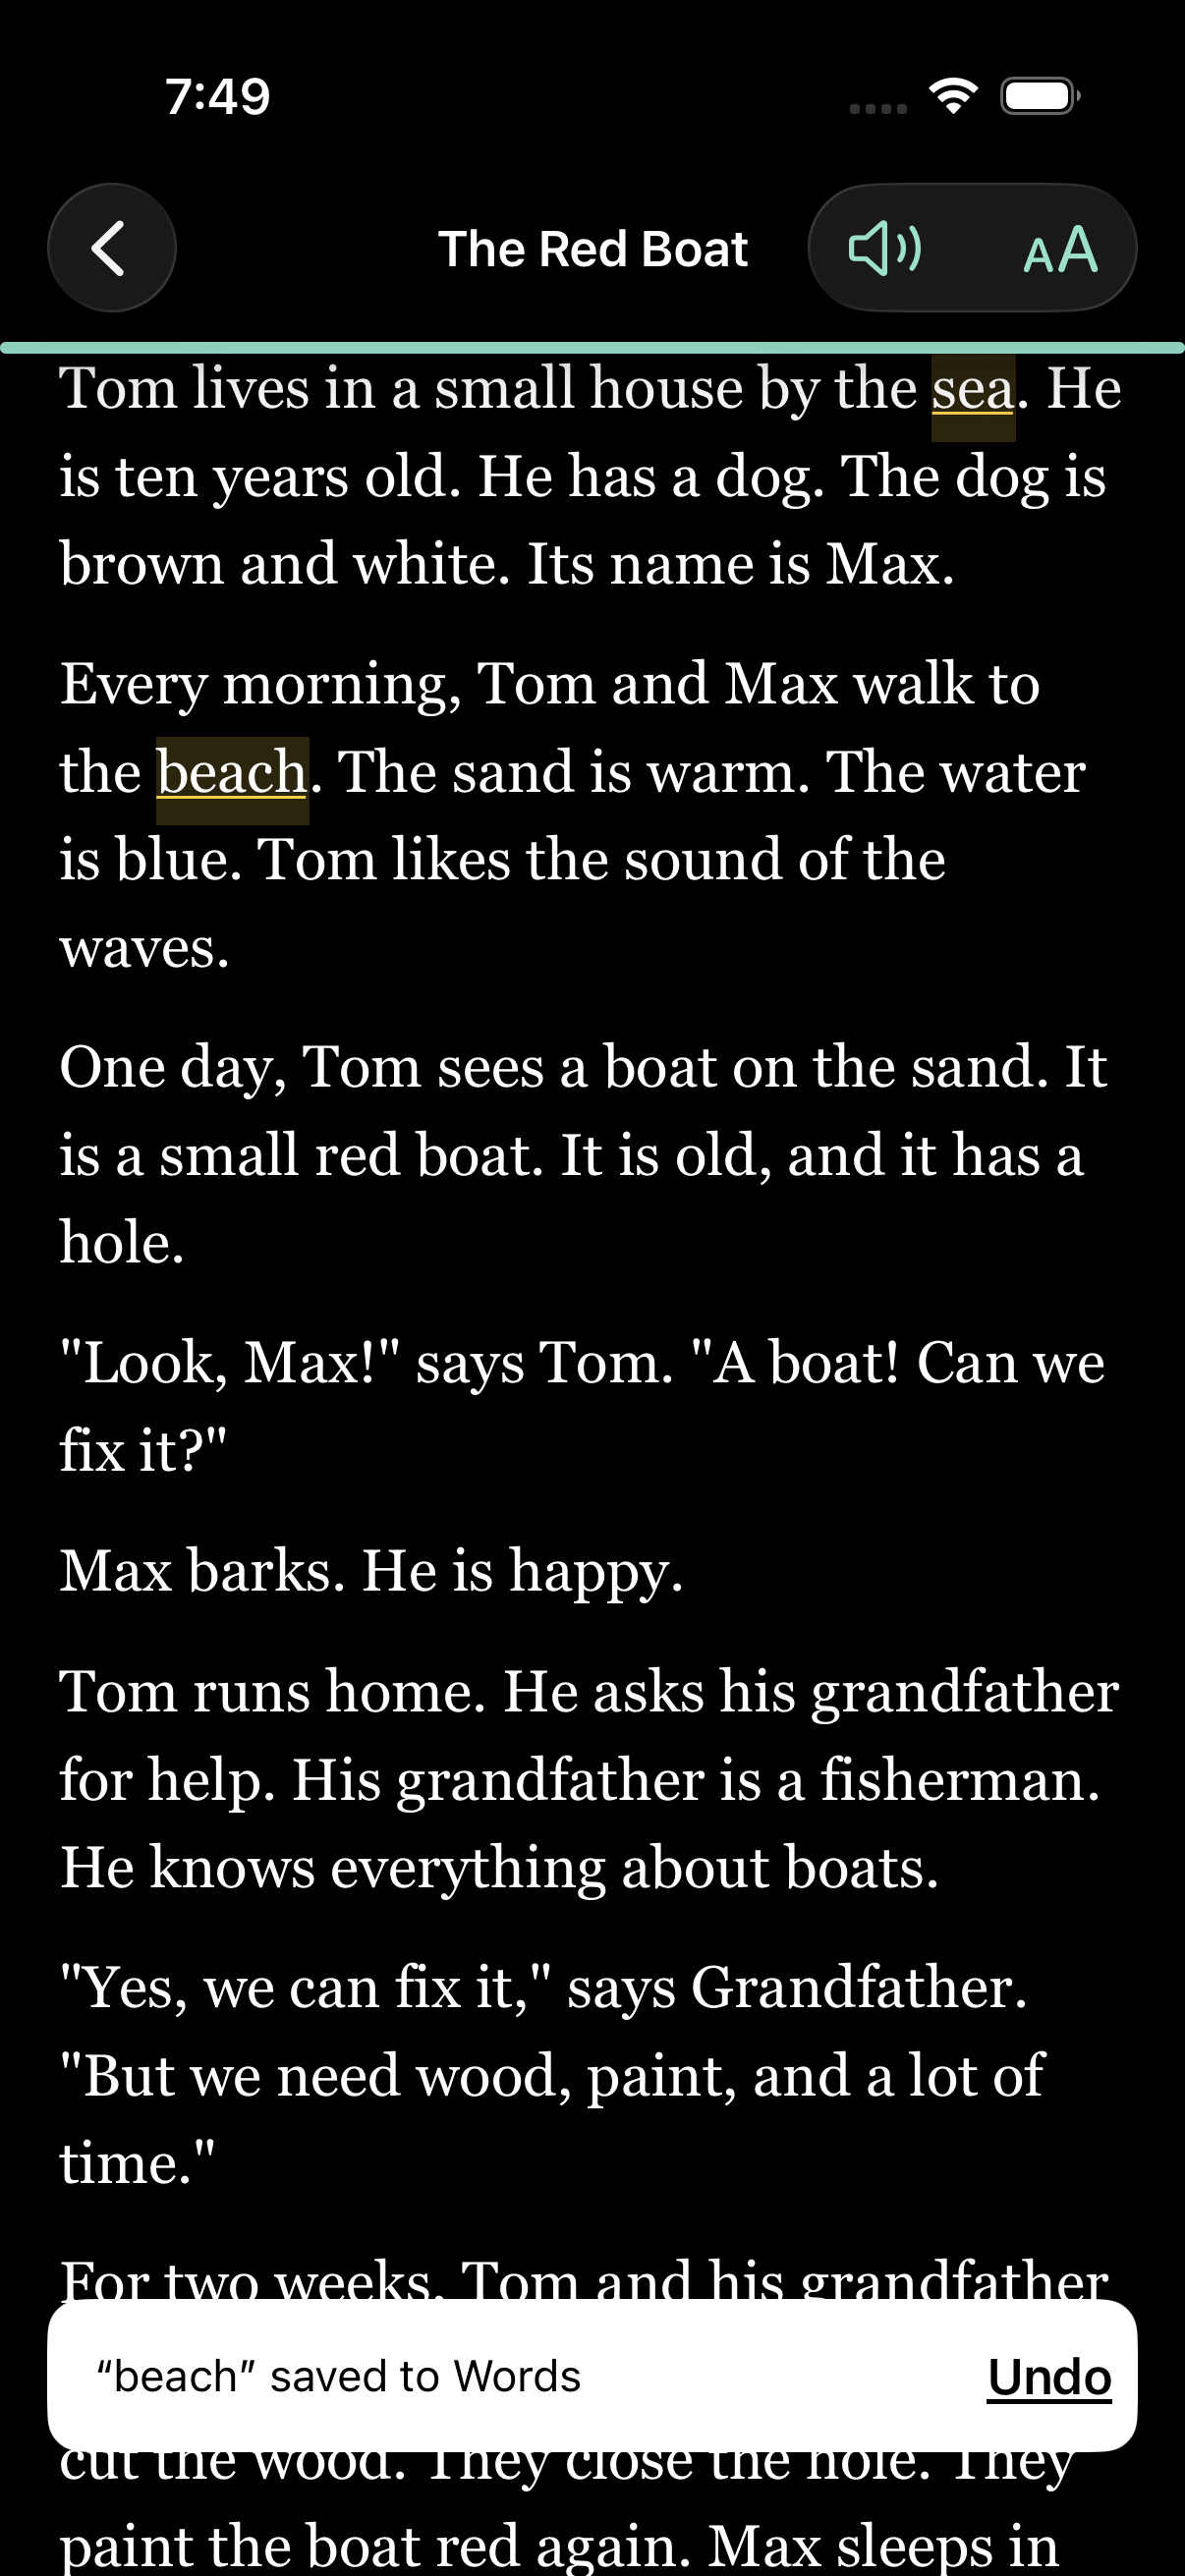 7:49
The Red Boat
AA
Tom lives in a small house by the sea. He
is ten years old. He has a dog. The dog is
brown and white. Its name is Max.
Every morning, Tom and Max walk to
the beach. The sand is warm. The water
is blue. Tom likes the sound of the
waves.
One day, Tom sees a boat on the sand. It
is a small red boat. It is old, and it has a
hole.
"Look, Max!" says Tom. "A boat! Can we
fix it?"
Max barks. He is happy.
Tom runs home. He asks his grandfather
for help. His grandfather is a fisherman.
He knows everything about boats.
"Yes, we can fix it," says Grandfather.
"But we need wood, paint, and a lot of
time."
For two weeks, Tom and his grandfather
“beach” saved to Words
Undo
cut the wood. They close the hole. They
paint the boat red again. Max sleeps in